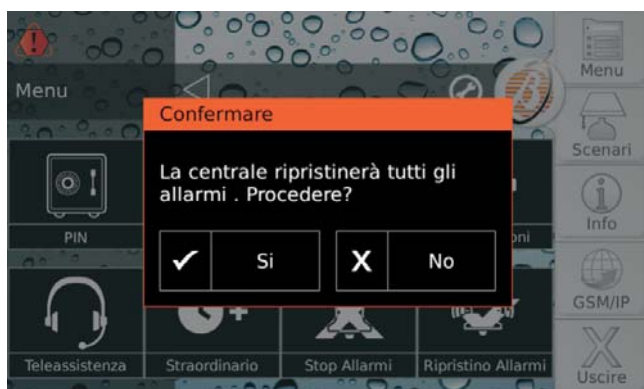 Menu
Menu
Confermare
Scenari
La centrale ripristinerà tutti gli
allarmi . Procedere?
Info
PIN
oni
Si
No
GSM/IP
Teleassistenza
Straordinario
Stop Allarmi
Ripristino Allarmi
Uscire